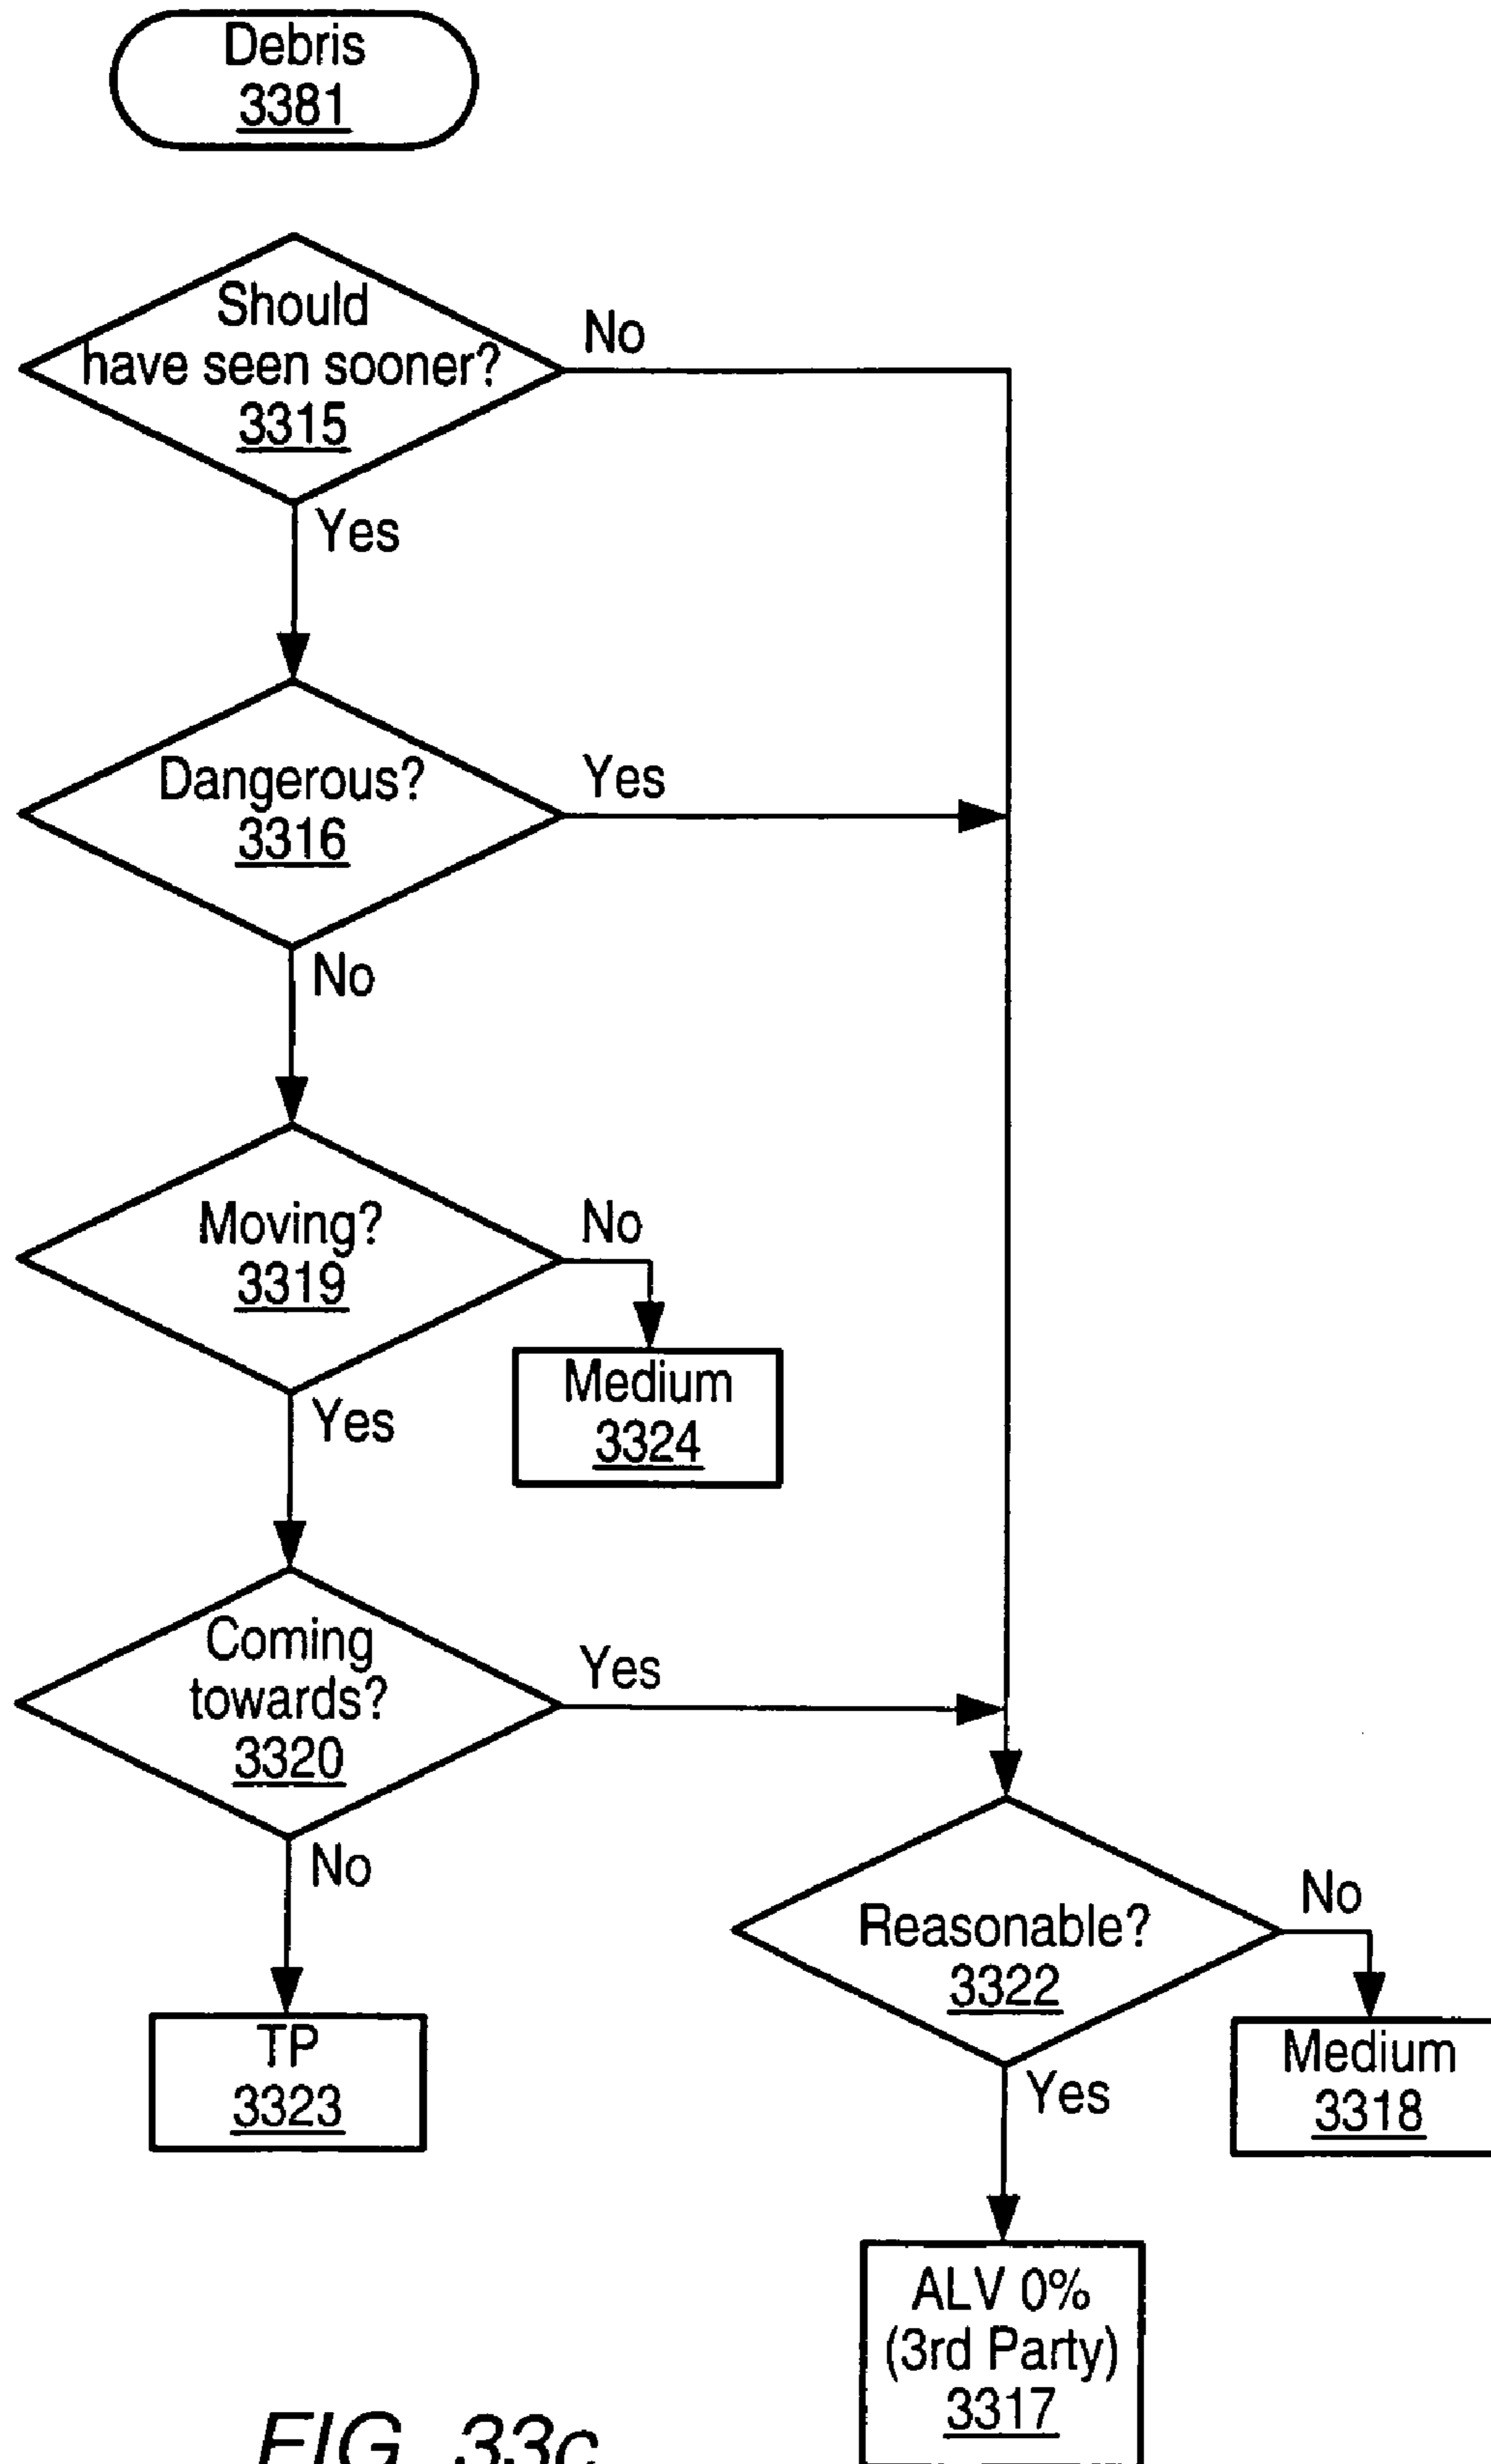 Debris
3381
Should
have seen sooner?
3315
No
Yes
Dangerous?
3316
Yes
No
Moving?
3319
No
Yes
Medium
3324
Coming
towards?
3320
Yes
No
TP
3323
Reasonable?
3322
No
Yes
Medium
3318
ALV 0%
(3rd Party)
3317
FIG. 33c